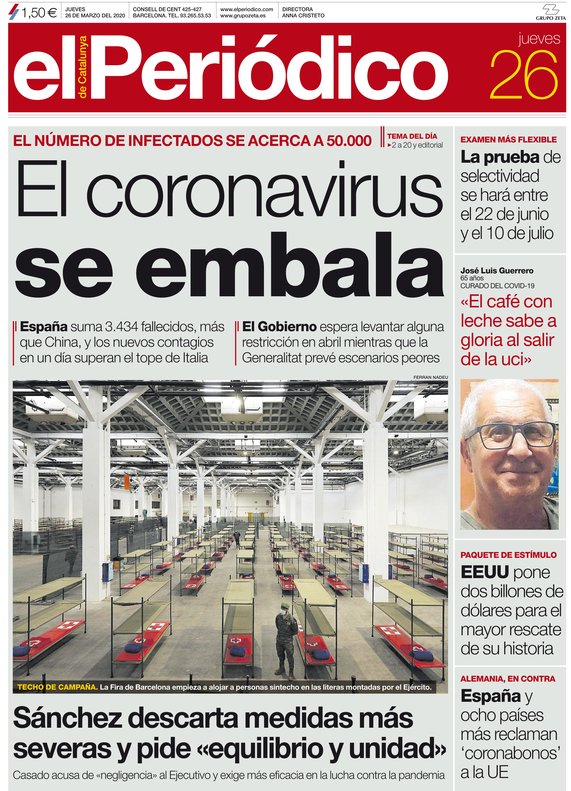 1,50 €
JUEVES
26 DE MARZO DEL 2020
CONSELL DE CENT 425-427
BARCELONA. TEL. 93.265.53.53
www.elperiodico.com
www.grupozeta.es
DIRECTORA
ANNA CRISTETO
GRUPO ZETA
el Periódico
de Catalunya
jueves
26
EL NÚMERO DE INFECTADOS SE ACERCA A 50.000
TEMA DEL DÍA
▸2 a 20 y editorial
El coronavirus
se embala
España suma 3.434 fallecidos, más
que China, y los nuevos contagios
en un día superan el tope de Italia
El Gobierno espera levantar alguna
restricción en abril mientras que la
Generalitat prevé escenarios peores
FERRAN NADEU
TECHO DE CAMPAÑA. La Fira de Barcelona empieza a alojar a personas sintecho en las literas montadas por el Ejército.
Sánchez descarta medidas más
severas y pide «equilibrio y unidad»
Casado acusa de «negligencia» al Ejecutivo y exige más eficacia en la lucha contra la pandemia
EXAMEN MÁS FLEXIBLE
La prueba de
selectividad
se hará entre
el 22 de junio
y el 10 de julio
José Luis Guerrero
65 años
CURADO DEL COVID-19
«El café con
leche sabe a
gloria al salir
de la uci»
PAQUETE DE ESTÍMULO
EEUU pone
dos billones de
dólares para el
mayor rescate
de su historia
ALEMANIA, EN CONTRA
España y
ocho países
más reclaman
‘coronabonos’
a la UE